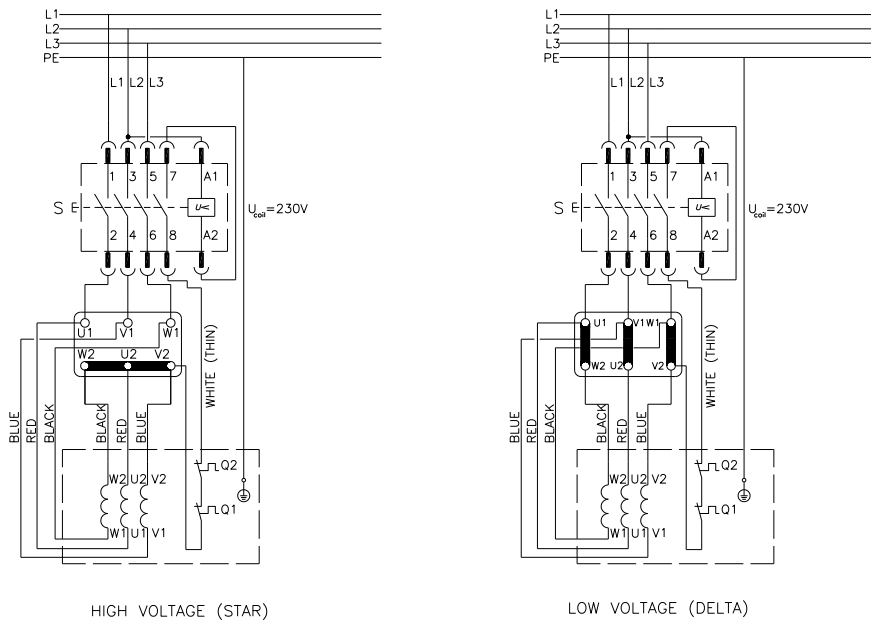 L1 L1
L2 L2
L3 L3
PE PE
L1 L2 L3 L1 L2 L3
1 3 5 7 A1 1 3 5 7 A1
S E U< U_coil=230V S E U< U_coil=230V
2 4 6 8 A2 2 4 6 8 A2
U1 V1 W1 U1 V1 W1
W2 U2 V2 W2 U2 V2
WHITE (THIN) WHITE (THIN)
BLUE RED BLACK BLACK RED BLUE BLUE RED BLACK BLACK RED BLUE
Q2 Q2
W2 U2 V2 W2 U2 V2
Q1 Q1
W1 U1 V1 W1 U1 V1
HIGH VOLTAGE (STAR) LOW VOLTAGE (DELTA)